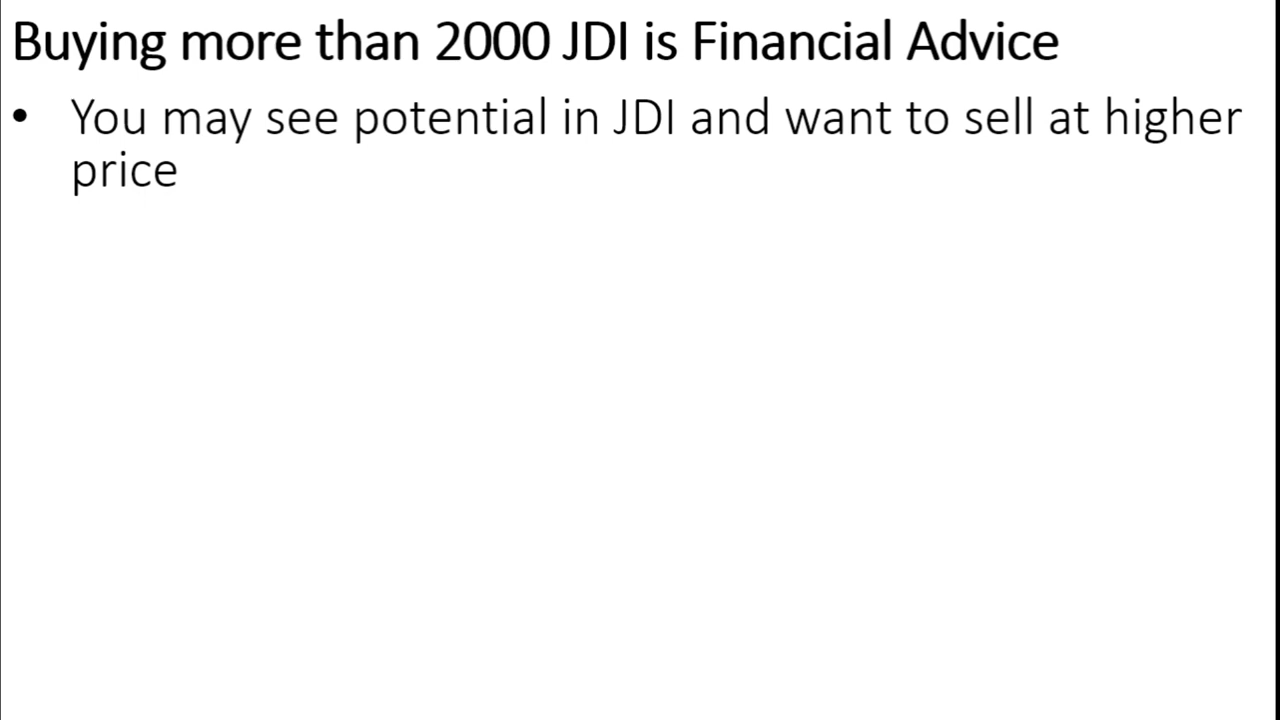 Buying more than 2000 JDI is Financial Advice
• You may see potential in JDI and want to sell at higher
price